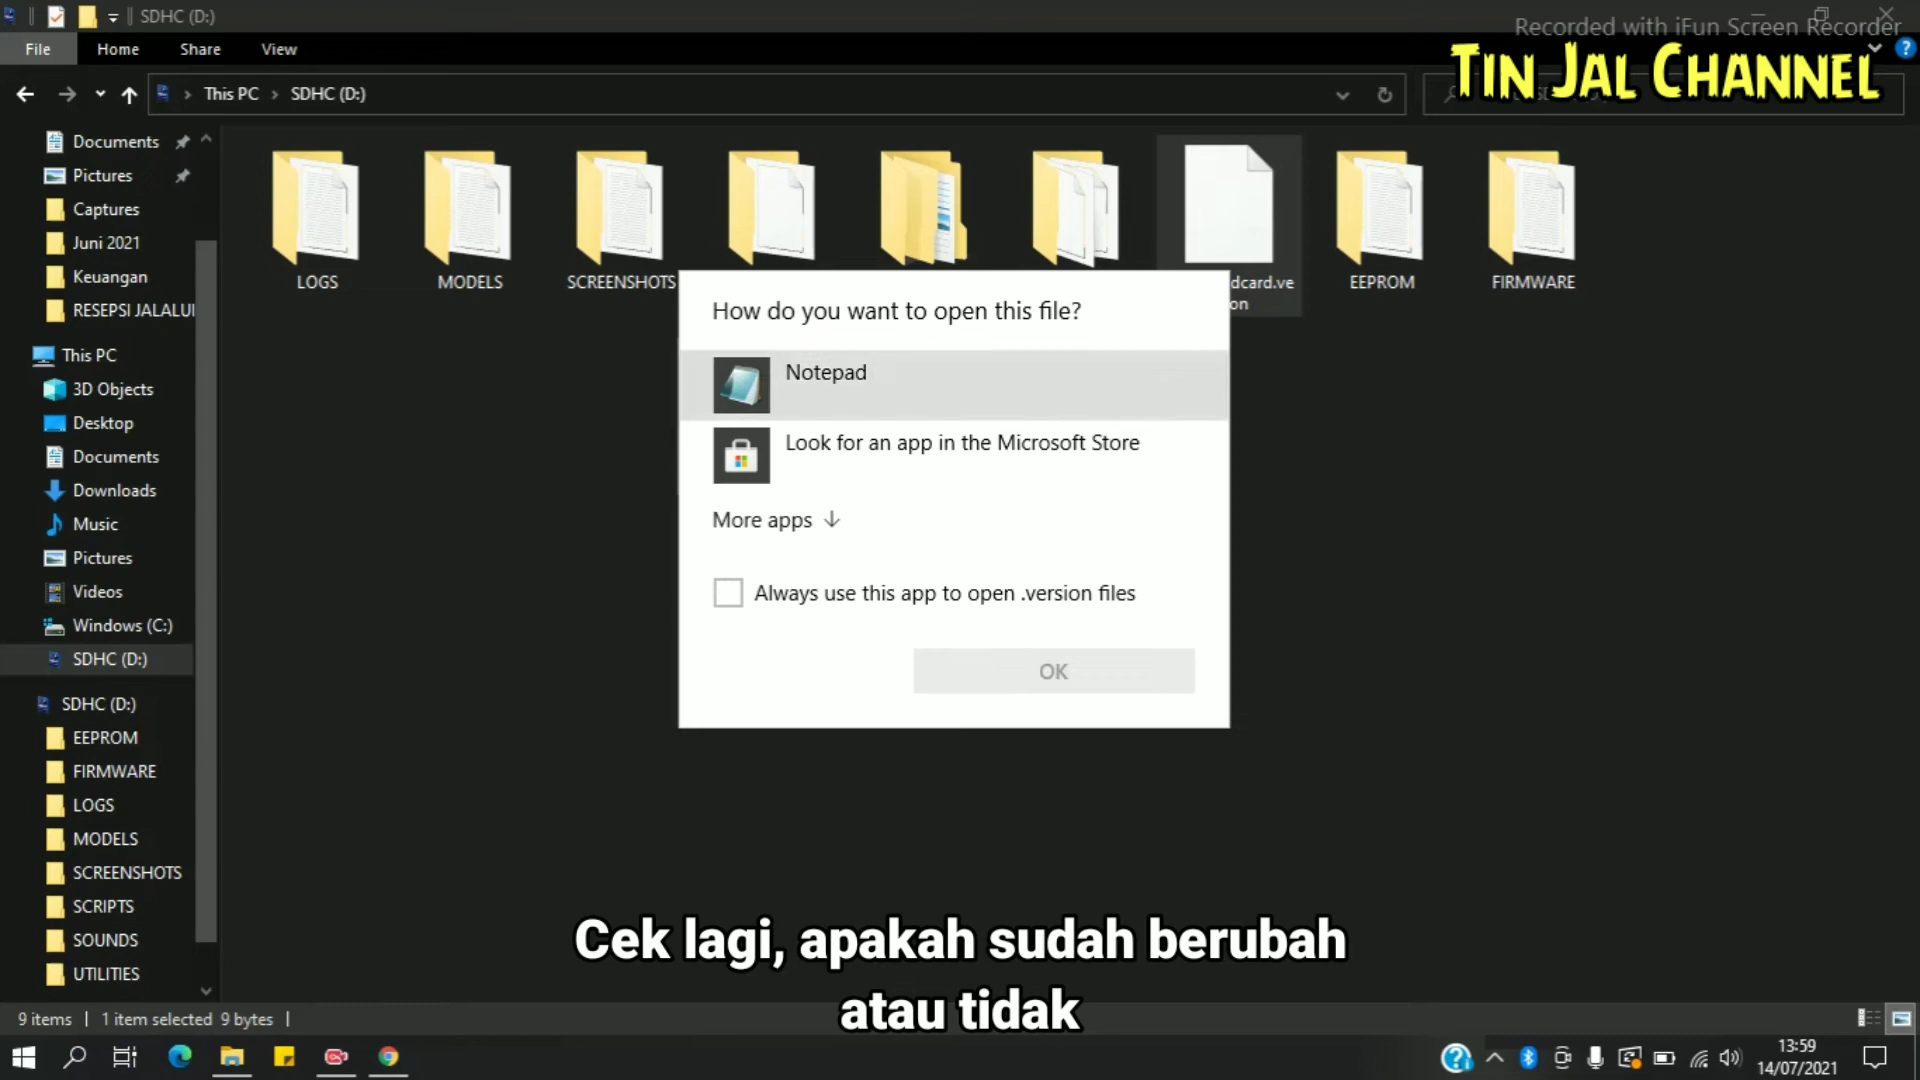 SDHC (D:)
Recorded with iFun Screen Recorder
File Home Share View
TIN JAL CHANNEL
This PC SDHC (D:)
Documents
Pictures
Captures
Juni 2021
Keuangan
RESEPSI JALALUI
This PC
3D Objects
Desktop
Documents
Downloads
Music
Pictures
Videos
Windows (C:)
SDHC (D:)
SDHC (D:)
EEPROM
FIRMWARE
LOGS
MODELS
SCREENSHOTS
SCRIPTS
SOUNDS
UTILITIES
LOGS MODELS SCREENSHOTS dcard.ve EEPROM FIRMWARE
on
How do you want to open this file?
Notepad
Look for an app in the Microsoft Store
More apps
Always use this app to open .version files
OK
Cek lagi, apakah sudah berubah
atau tidak
9 items 1 item selected 9 bytes
13:59
14/07/2021